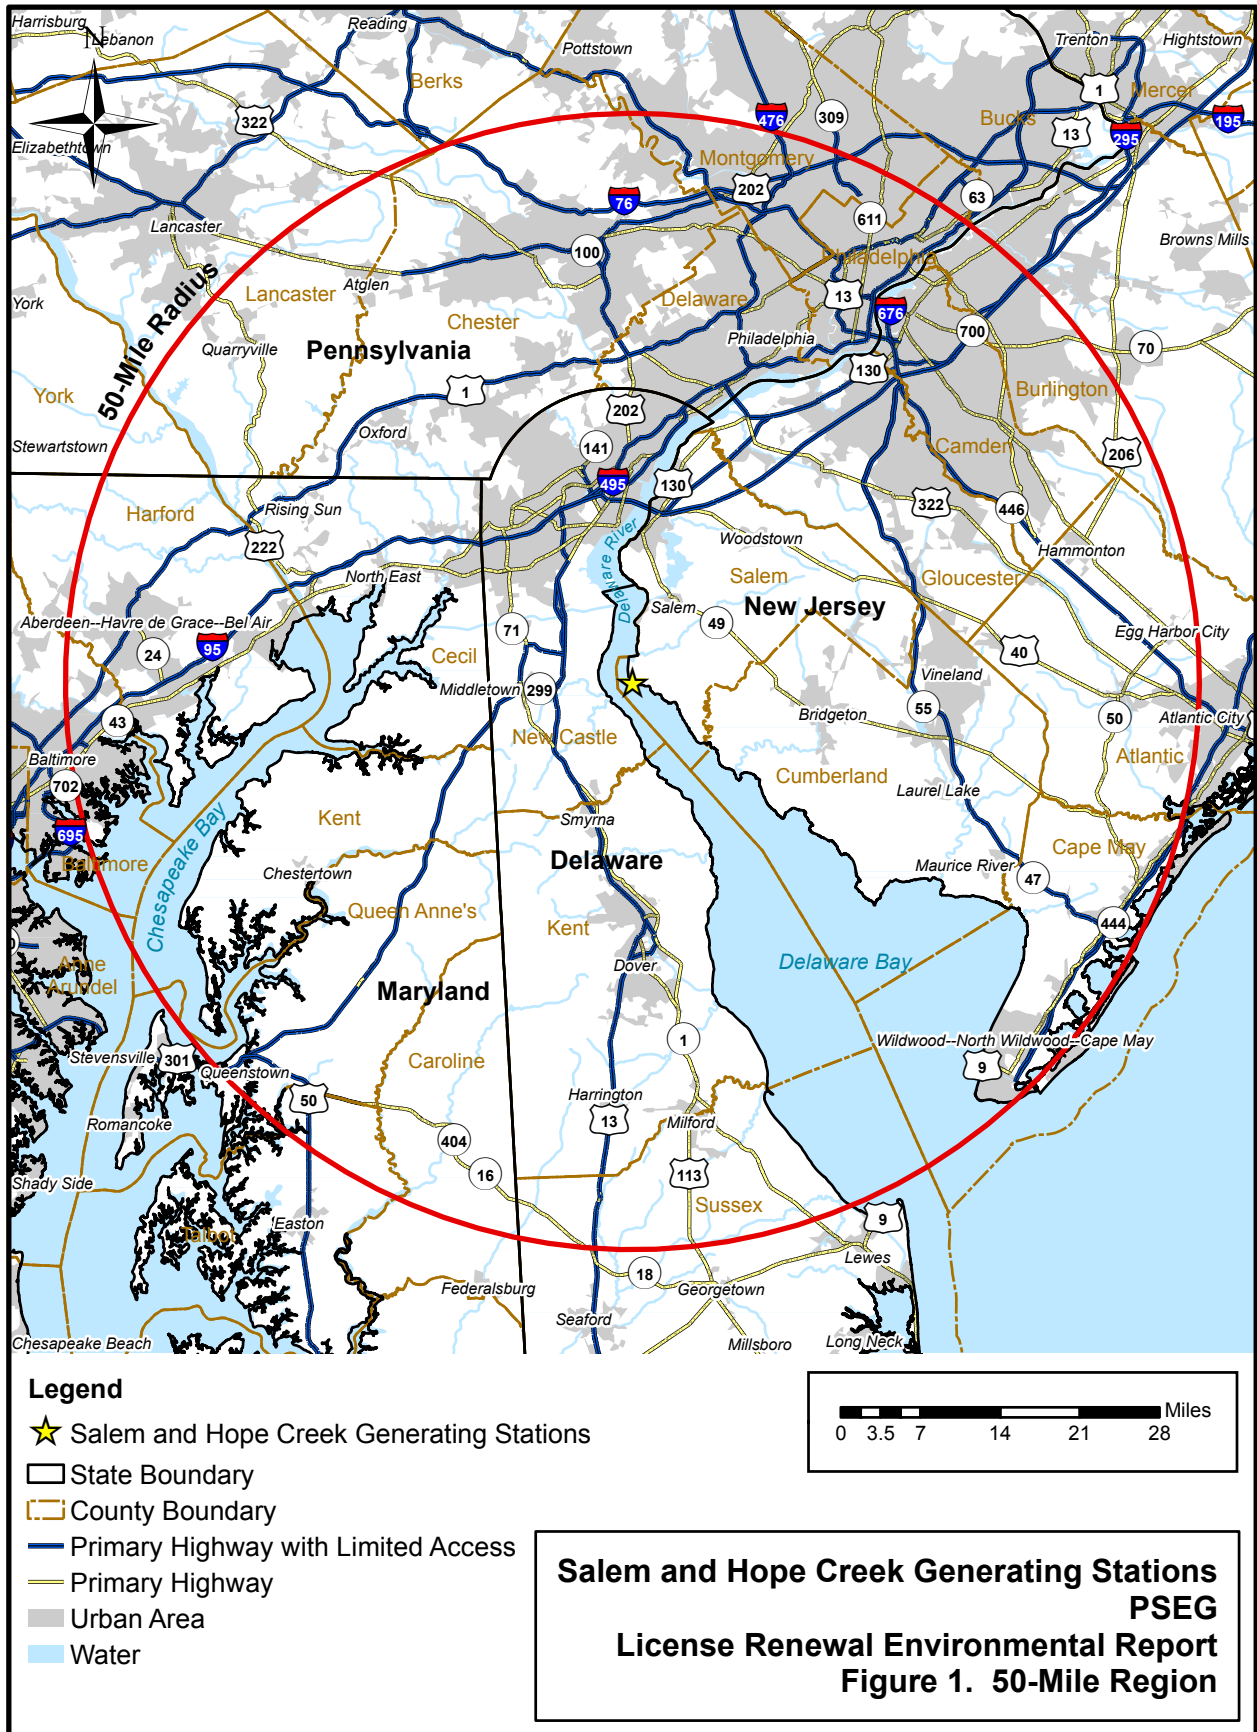 Harrisburg
N
Lebanon
Reading
Pottstown
Trenton
Hightstown
Berks
1
Mercer
322
476
309
Bucks
13
295
195
Elizabethtown
Montgomery
202
76
63
Lancaster
611
Browns Mills
100
Philadelphia
50-Mile Radius
Lancaster
Atglen
Delaware
13
676
York
Chester
Philadelphia
700
70
Quarryville
Pennsylvania
130
York
1
Burlington
202
Oxford
Stewartstown
141
Camden
206
495
130
322
446
Harford
Rising Sun
222
Delaware River
Woodstown
Hammonton
North East
Salem
Gloucester
Salem
New Jersey
Aberdeen--Havre de Grace--Bel Air
71
49
Egg Harbor City
24
95
Cecil
40
Middletown
299
Vineland
43
Bridgeton
55
50
Atlantic City
New Castle
Baltimore
Atlantic
702
Cumberland
Laurel Lake
Kent
Smyrna
695
Chesapeake Bay
Cape May
Baltimore
Delaware
Chestertown
Maurice River
47
Queen Anne's
Kent
444
Anne
Arundel
Dover
Delaware Bay
Maryland
1
Wildwood--North Wildwood--Cape May
Stevensville
301
Queenstown
Caroline
9
50
Harrington
Romancoke
13
Milford
404
16
113
Shady Side
Sussex
Talbot
Easton
9
Lewes
18
Federalsburg
Georgetown
Seaford
Chesapeake Beach
Millsboro
Long Neck
Legend
Salem and Hope Creek Generating Stations
State Boundary
County Boundary
Primary Highway with Limited Access
Primary Highway
Urban Area
Water
Miles
0 3.5 7 14 21 28
Salem and Hope Creek Generating Stations
PSEG
License Renewal Environmental Report
Figure 1. 50-Mile Region